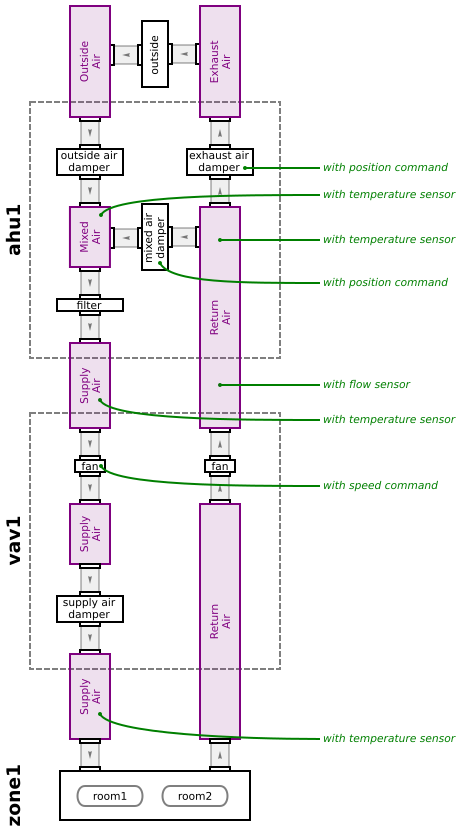 Outside
Air
outside
Exhaust
Air
ahu1
outside air
damper
exhaust air
damper
with position command
with temperature sensor
Mixed
Air
mixed air
damper
with temperature sensor
with position command
filter
Return
Air
Supply
Air
with flow sensor
with temperature sensor
vav1
fan
fan
with speed command
Supply
Air
supply air
damper
Return
Air
Supply
Air
with temperature sensor
zone1
room1
room2